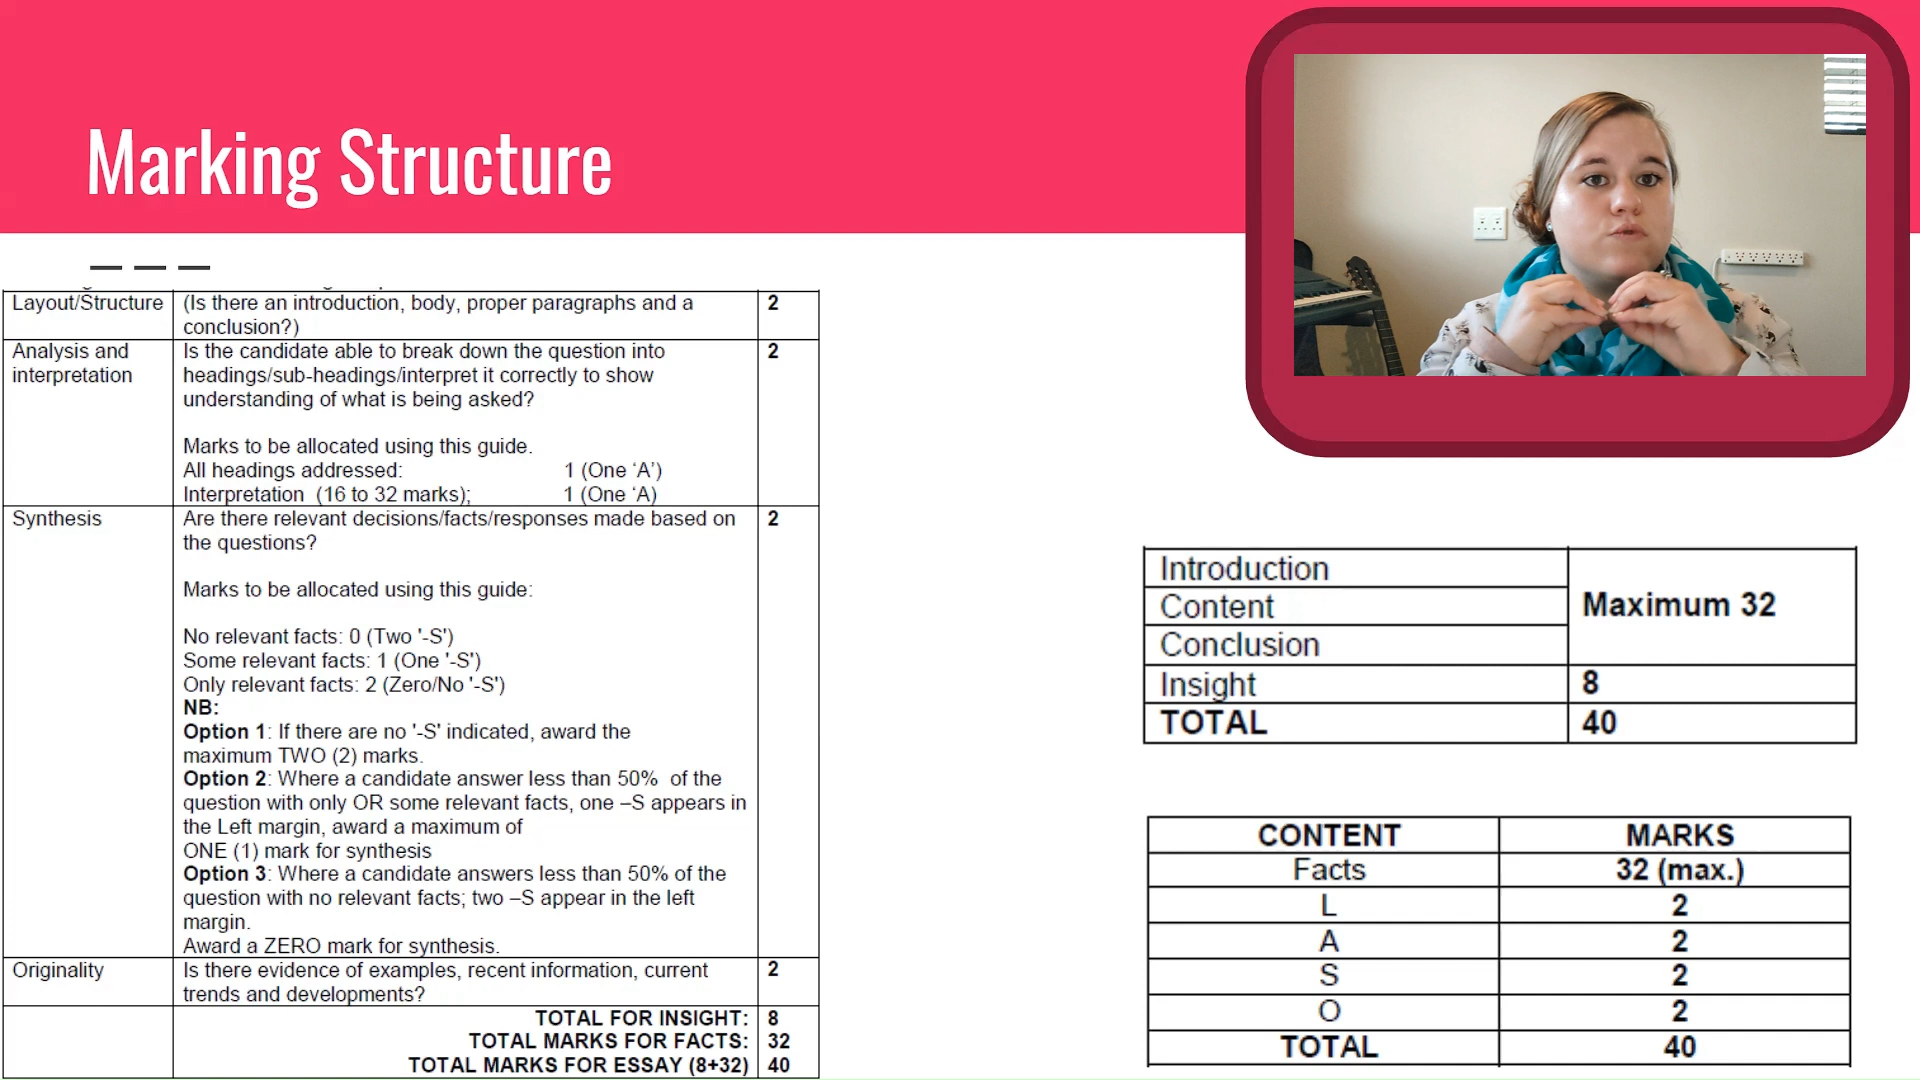 Marking Structure
Layout/Structure
(Is there an introduction, body, proper paragraphs and a
conclusion?)
2
Analysis and
interpretation
Is the candidate able to break down the question into
headings/sub-headings/interpret it correctly to show
understanding of what is being asked?
Marks to be allocated using this guide.
All headings addressed: 1 (One ‘A’)
Interpretation (16 to 32 marks); 1 (One ‘A)
2
Synthesis
Are there relevant decisions/facts/responses made based on
the questions?
Marks to be allocated using this guide:
No relevant facts: 0 (Two '-S')
Some relevant facts: 1 (One '-S')
Only relevant facts: 2 (Zero/No '-S')
NB:
Option 1: If there are no '-S' indicated, award the
maximum TWO (2) marks.
Option 2: Where a candidate answer less than 50% of the
question with only OR some relevant facts, one –S appears in
the Left margin, award a maximum of
ONE (1) mark for synthesis
Option 3: Where a candidate answers less than 50% of the
question with no relevant facts; two –S appear in the left
margin.
Award a ZERO mark for synthesis.
2
Originality
Is there evidence of examples, recent information, current
trends and developments?
2
TOTAL FOR INSIGHT: 8
TOTAL MARKS FOR FACTS: 32
TOTAL MARKS FOR ESSAY (8+32) 40
Introduction
Content
Conclusion
Maximum 32
Insight 8
TOTAL 40
CONTENT MARKS
Facts 32 (max.)
L 2
A 2
S 2
O 2
TOTAL 40